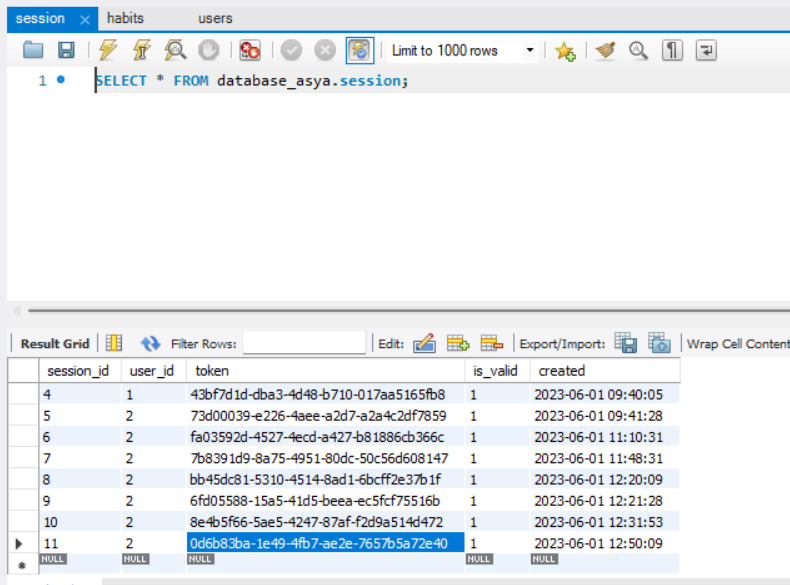 session × habits users
Limit to 1000 rows
1 SELECT * FROM database_asya.session;
Result Grid Filter Rows: Edit: Export/Import: Wrap Cell Content
session_id user_id token is_valid created
4 1 43bf7d1d-dba3-4d48-b710-017aa5165fb8 1 2023-06-01 09:40:05
5 2 73d00039-e226-4aee-a2d7-a2a4c2df7859 1 2023-06-01 09:41:28
6 2 fa03592d-4527-4ecd-a427-b81886cb366c 1 2023-06-01 11:10:31
7 2 7b8391d9-8a75-4951-80dc-50c56d608147 1 2023-06-01 11:48:31
8 2 bb45dc81-5310-4514-8ad1-6bcff2e37b1f 1 2023-06-01 12:20:09
9 2 6fd05588-15a5-41d5-beea-ec5fcf75516b 1 2023-06-01 12:21:28
10 2 8e4b5f66-5ae5-4247-87af-f2d9a514d472 1 2023-06-01 12:31:53
11 2 0d6b83ba-1e49-4fb7-ae2e-7657b5a72e40 1 2023-06-01 12:50:09
NULL NULL NULL NULL NULL